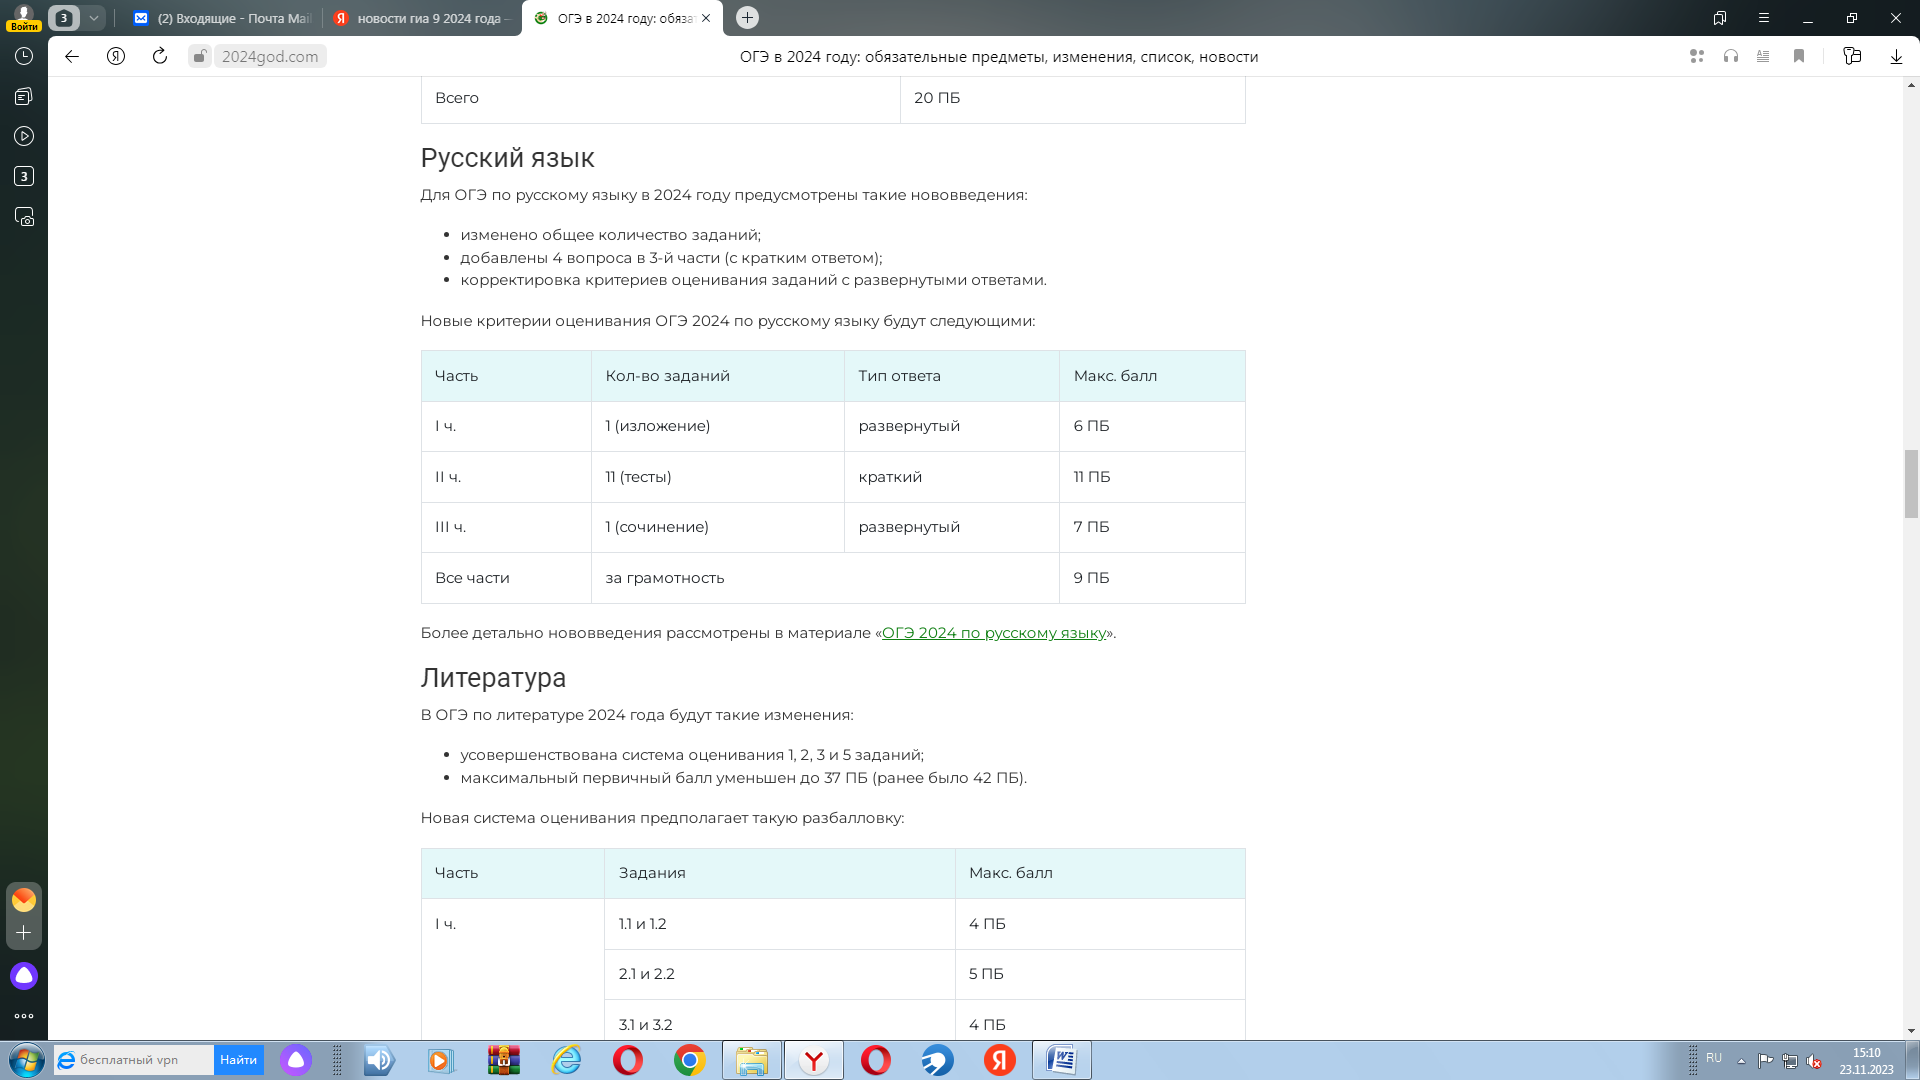 Войти
3
(2) Входящие - Почта Mail
новости гиа 9 2024 года –
ОГЭ в 2024 году: обяза
2024god.com
ОГЭ в 2024 году: обязательные предметы, изменения, список, новости
3
Всего 20 ПБ
Русский язык
Для ОГЭ по русскому языку в 2024 году предусмотрены такие нововведения:
изменено общее количество заданий;
добавлены 4 вопроса в 3-й части (с кратким ответом);
корректировка критериев оценивания заданий с развернутыми ответами.
Новые критерии оценивания ОГЭ 2024 по русскому языку будут следующими:
Часть Кол-во заданий Тип ответа Макс. балл
I ч. 1 (изложение) развернутый 6 ПБ
II ч. 11 (тесты) краткий 11 ПБ
III ч. 1 (сочинение) развернутый 7 ПБ
Все части за грамотность 9 ПБ
Более детально нововведения рассмотрены в материале «ОГЭ 2024 по русскому языку».
Литература
В ОГЭ по литературе 2024 года будут такие изменения:
усовершенствована система оценивания 1, 2, 3 и 5 заданий;
максимальный первичный балл уменьшен до 37 ПБ (ранее было 42 ПБ).
Новая система оценивания предполагает такую разбалловку:
Часть Задания Макс. балл
I ч. 1.1 и 1.2 4 ПБ
2.1 и 2.2 5 ПБ
3.1 и 3.2 4 ПБ
бесплатный vpn Найти
RU
15:10
23.11.2023